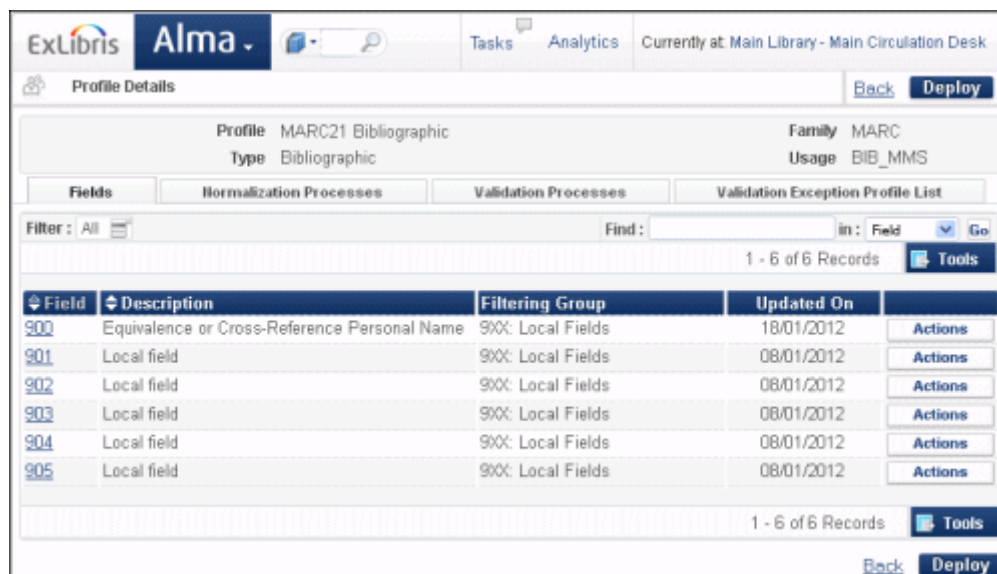 ExLibris Alma Tasks Analytics Currently at: Main Library - Main Circulation Desk
Profile Details Back Deploy
Profile MARC21 Bibliographic Family MARC
Type Bibliographic Usage BIB_MMS
Fields Normalization Processes Validation Processes Validation Exception Profile List
Filter : All Find : in : Field Go
1 - 6 of 6 Records Tools
Field Description Filtering Group Updated On
900 Equivalence or Cross-Reference Personal Name 9XX: Local Fields 18/01/2012 Actions
901 Local field 9XX: Local Fields 08/01/2012 Actions
902 Local field 9XX: Local Fields 08/01/2012 Actions
903 Local field 9XX: Local Fields 08/01/2012 Actions
904 Local field 9XX: Local Fields 08/01/2012 Actions
905 Local field 9XX: Local Fields 08/01/2012 Actions
1 - 6 of 6 Records Tools
Back Deploy